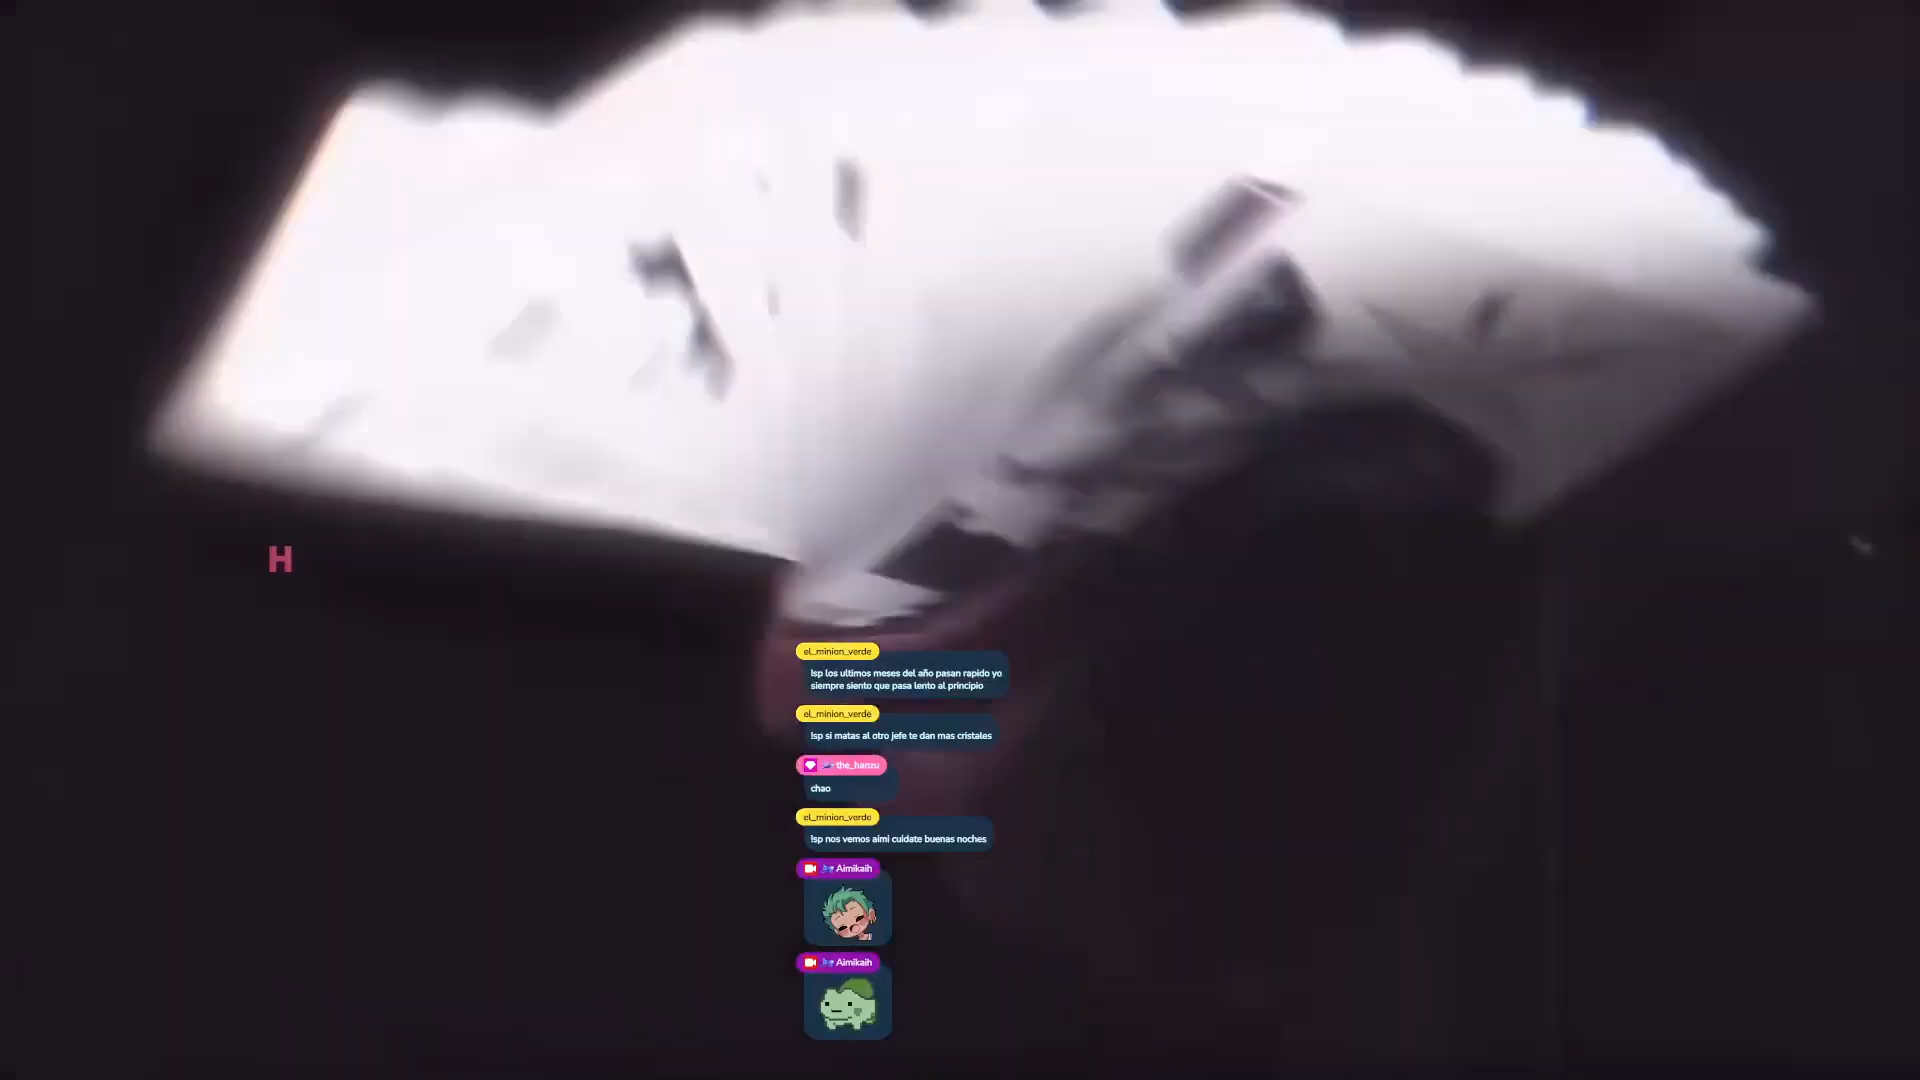 H
el_minion_verde
!sp los ultimos meses del año pasan rapido yo
siempre siento que pasa lento al principio
el_minion_verde
!sp si matas al otro jefe te dan mas cristales
the_hanzu
chao
el_minion_verde
!sp nos vemos aimi cuidate buenas noches
Aimikaih
Aimikaih